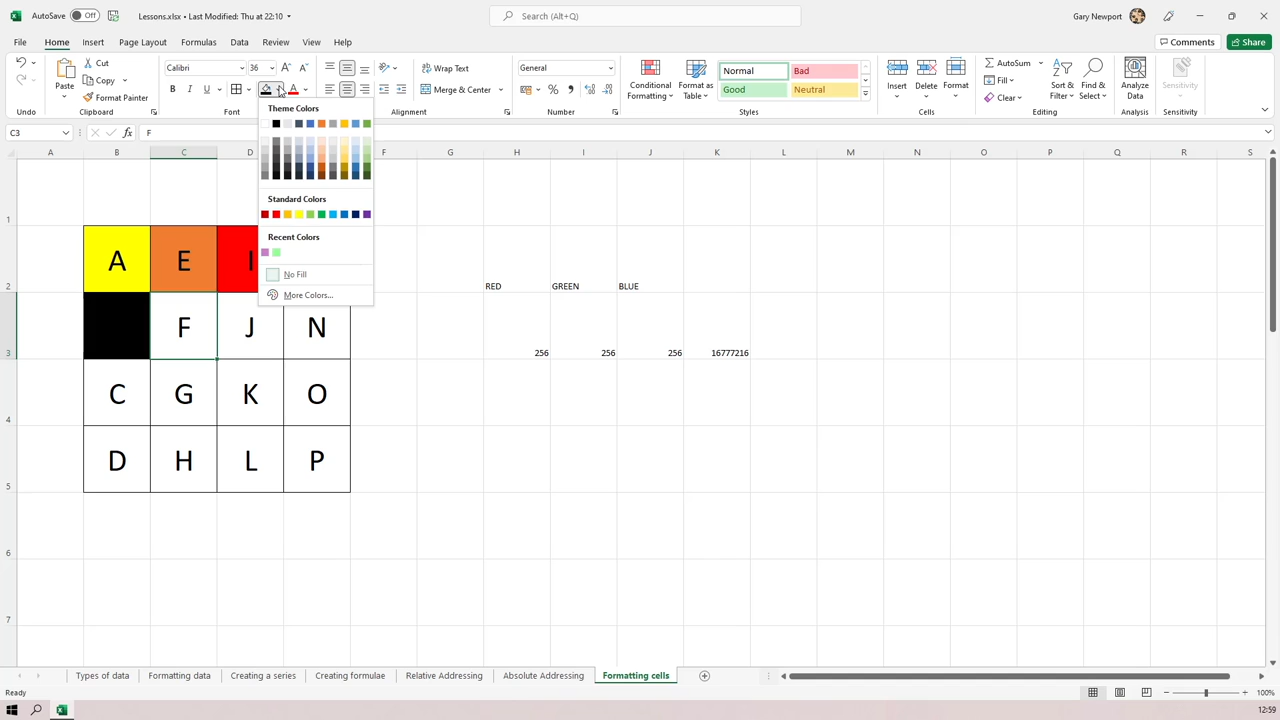 AutoSave Off Lessons.xlsx • Last Modified: Thu at 22:10 Search (Alt+Q) Gary Newport
File Home Insert Page Layout Formulas Data Review View Help Comments Share
Cut
Copy
Format Painter
Paste
Calibri 36
B I U A
Wrap Text
Merge & Center
General
%
Conditional Formatting
Format as Table
Normal Bad
Good Neutral
Insert Delete Format
AutoSum
Fill
Clear
Sort & Filter
Find & Select
Analyze Data
Sensitivity
Undo Clipboard Font Alignment Number Styles Cells Editing Analysis Sensitivity
C3 fx F
A B C D F G H I J K L M N O P Q R S
Theme Colors
Standard Colors
Recent Colors
No Fill
More Colors...
1
2 A E I RED GREEN BLUE
3 F J N 256 256 256 16777216
4 C G K O
5 D H L P
6
7
Types of data Formatting data Creating a series Creating formulae Relative Addressing Absolute Addressing Formatting cells
Ready 100%
12:59